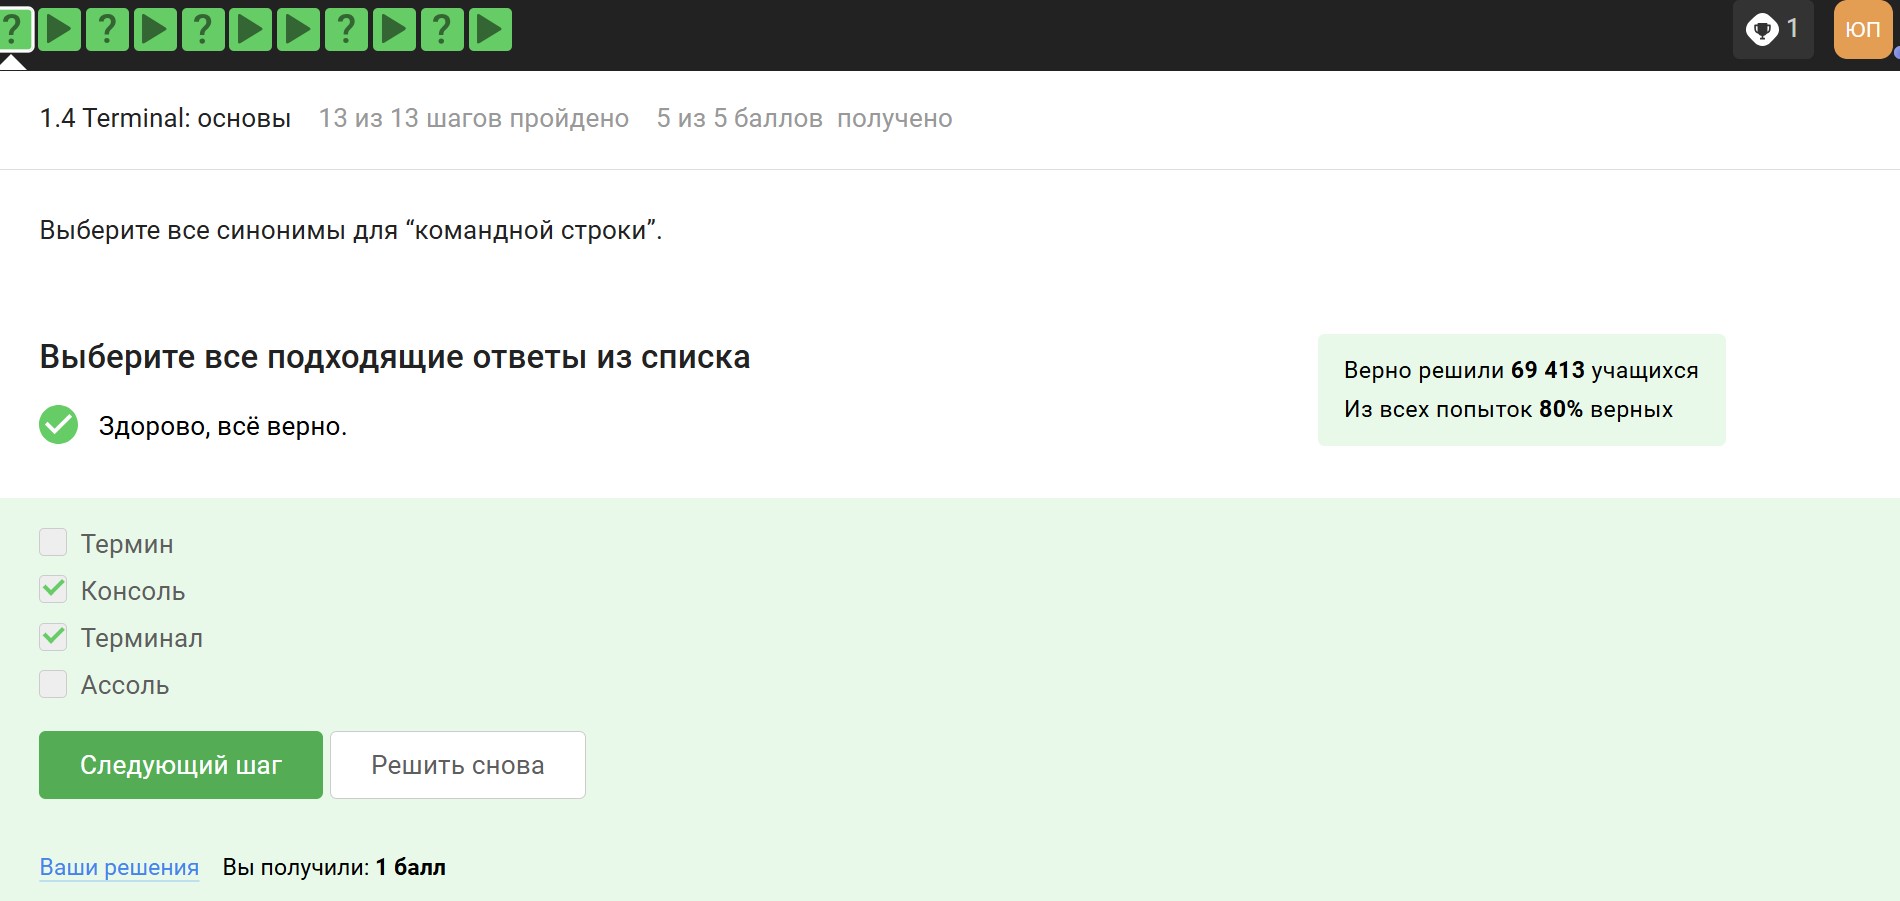 ? ? ? ? ?
1
ЮП
1.4 Terminal: основы 13 из 13 шагов пройдено 5 из 5 баллов получено
Выберите все синонимы для “командной строки”.
Выберите все подходящие ответы из списка
Здорово, всё верно.
Верно решили 69 413 учащихся
Из всех попыток 80% верных
Термин
Консоль
Терминал
Ассоль
Следующий шаг Решить снова
Ваши решения Вы получили: 1 балл